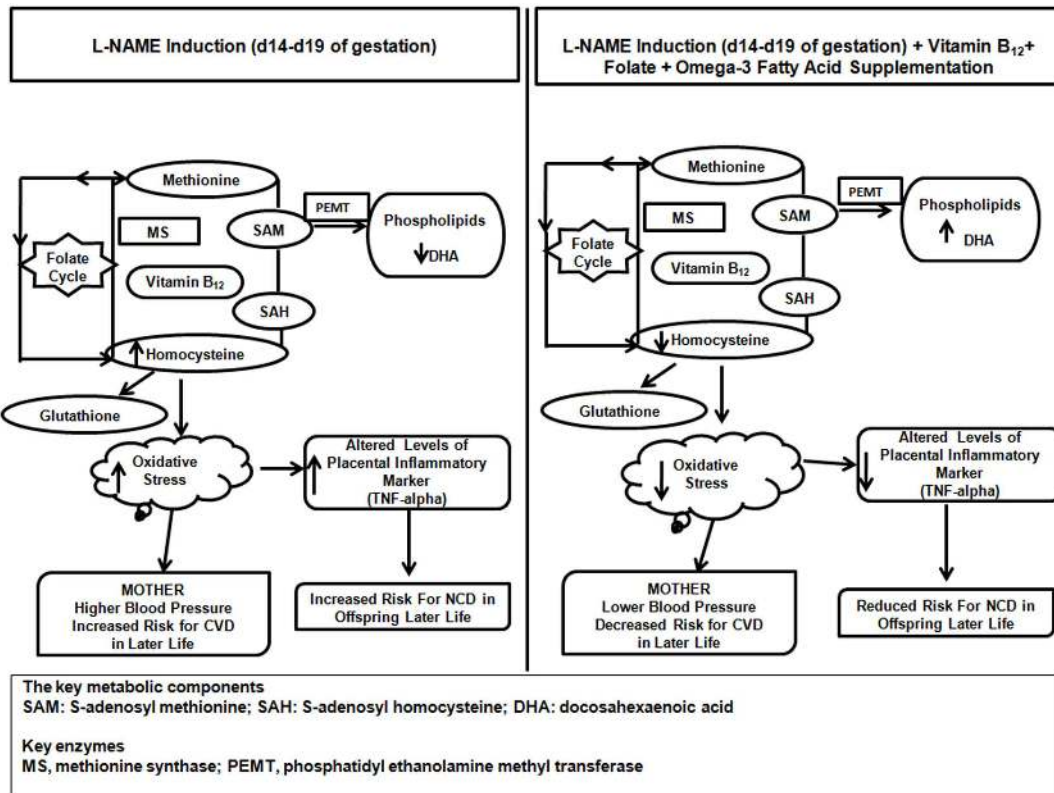 L-NAME Induction (d14-d19 of gestation)
Methionine
PEMT
MS
SAM
Phospholipids
DHA
Folate
Cycle
Vitamin B₁₂
SAH
Homocysteine
Glutathione
Oxidative
Stress
Altered Levels of
Placental Inflammatory
Marker
(TNF-alpha)
MOTHER
Higher Blood Pressure
Increased Risk for CVD
in Later Life
Increased Risk For NCD in
Offspring Later Life
L-NAME Induction (d14-d19 of gestation) + Vitamin B₁₂+
Folate + Omega-3 Fatty Acid Supplementation
Methionine
PEMT
MS
SAM
Phospholipids
DHA
Folate
Cycle
Vitamin B₁₂
SAH
Homocysteine
Glutathione
Oxidative
Stress
Altered Levels of
Placental Inflammatory
Marker
(TNF-alpha)
MOTHER
Lower Blood Pressure
Decreased Risk for CVD
in Later Life
Reduced Risk For NCD in
Offspring Later Life
The key metabolic components
SAM: S-adenosyl methionine; SAH: S-adenosyl homocysteine; DHA: docosahexaenoic acid
Key enzymes
MS, methionine synthase; PEMT, phosphatidyl ethanolamine methyl transferase